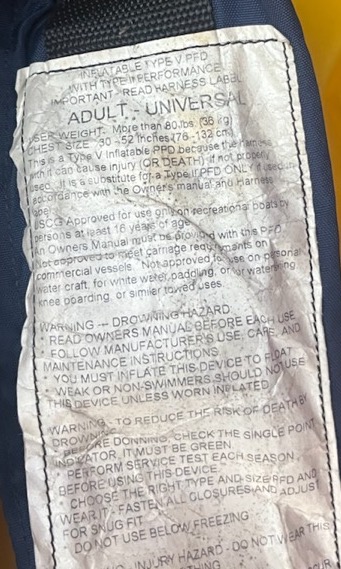 INFLATABLE TYPE V PFD
WITH TYPE II PERFORMANCE
IMPORTANT - READ HARNESS LABEL
ADULT - UNIVERSAL
USER WEIGHT - More than 80 lbs (36 kg)
CHEST SIZE 30 - 52 Inches (76 - 132 cm)
This is a Type V Inflatable PFD because the harness
with it can cause injury (OR DEATH) if not properly
used. It is a substitute for a Type II PFD ONLY if used in
accordance with the Owner's manual and harness
label.
USCG Approved for use only on recreational boats by
persons at least 16 years of age.
An Owners Manual must be provided with this PFD.
Not approved to meet carriage requirements on
commercial vessels. Not approved for use on personal
water craft, for white water padding, or for watersking,
knee boarding, or similer towed uses.
WARNING --- DROWNING HAZARD
• READ OWNERS MANUAL BEFORE EACH USE
• FOLLOW MANUFACTURER'S USE, CARE, AND
MAINTENANCE INSTRUCTIONS
• YOU MUST INFLATE THIS DEVICE TO FLOAT
• WEAK OR NON-SWIMMERS SHOULD NOT USE
THIS DEVICE UNLESS WORN INFLATED
WARNING - TO REDUCE THE RISK OF DEATH BY
DROWNING
BEFORE DONNING, CHECK THE SINGLE POINT
INDICATOR. IT MUST BE GREEN.
PERFORM SERVICE TEST EACH SEASON,
BEFORE USING THIS DEVICE
• CHOOSE THE RIGHT TYPE AND SIZE PFD AND
WEAR IT - FASTEN ALL CLOSURES AND ADJUST
FOR SNUG FIT
• DO NOT USE BELOW FREEZING
INJURY HAZARD - DO NOT WEAR THIS